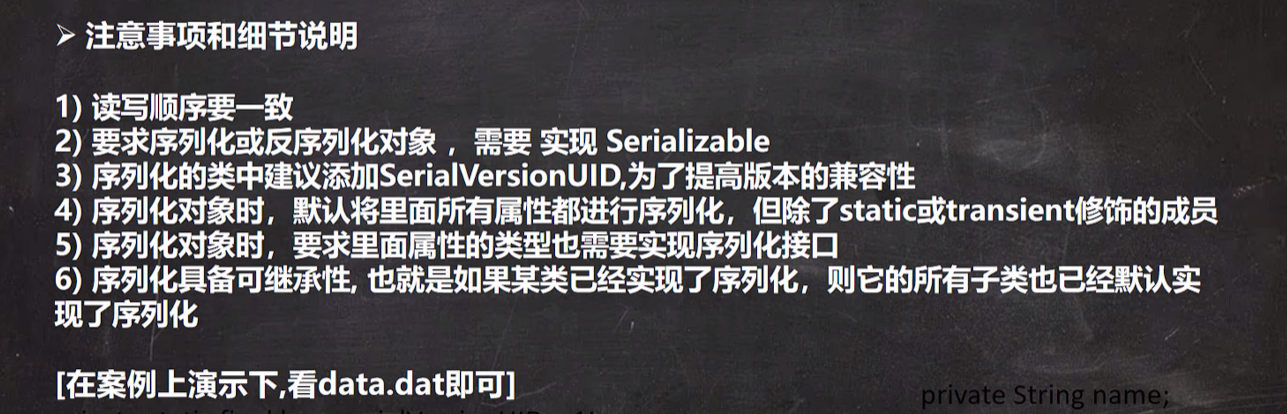 ➢ 注意事项和细节说明
1) 读写顺序要一致
2) 要求序列化或反序列化对象 ，需要 实现 Serializable
3) 序列化的类中建议添加SerialVersionUID,为了提高版本的兼容性
4) 序列化对象时，默认将里面所有属性都进行序列化，但除了static或transient修饰的成员
5) 序列化对象时，要求里面属性的类型也需要实现序列化接口
6) 序列化具备可继承性, 也就是如果某类已经实现了序列化，则它的所有子类也已经默认实
现了序列化
[在案例上演示下,看data.dat即可]
private String name;